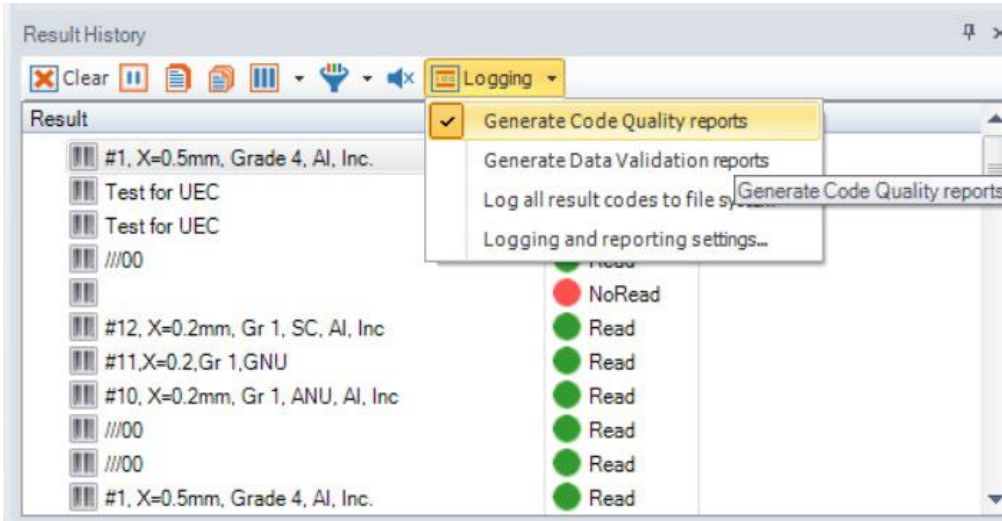 Result History
Clear Logging
Result
Generate Code Quality reports
#1, X=0.5mm, Grade 4, AI, Inc.
Generate Data Validation reports
Generate Code Quality reports
Test for UEC
Log all result codes to file
Test for UEC
Logging and reporting settings...
///00 Read
NoRead
#12, X=0.2mm, Gr 1, SC, AI, Inc Read
#11,X=0.2,Gr 1,GNU Read
#10, X=0.2mm, Gr 1, ANU, AI, Inc Read
///00 Read
///00 Read
#1, X=0.5mm, Grade 4, AI, Inc. Read